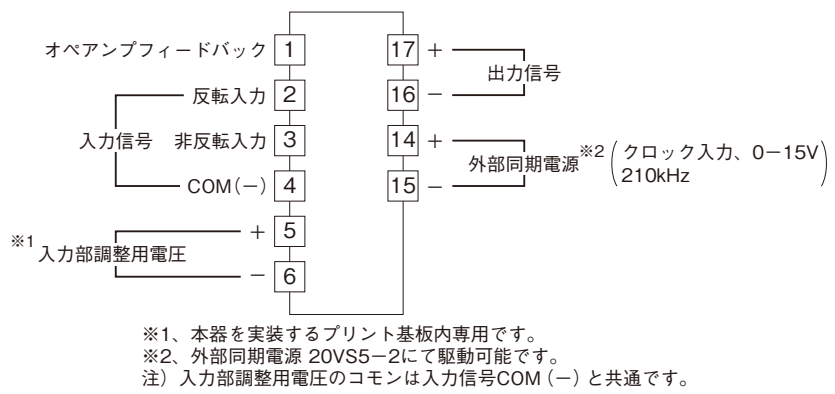 オペアンプフィードバック 1
反転入力 2
入力信号
非反転入力 3
COM(−) 4
+ 5
※1 入力部調整用電圧
− 6
17 +
出力信号
16 −
14 +
外部同期電源※2 (クロック入力、0−15V
210kHz)
15 −
※1、本器を実装するプリント基板内専用です。
※2、外部同期電源 20VS5−2にて駆動可能です。
注）入力部調整用電圧のコモンは入力信号COM（−）と共通です。